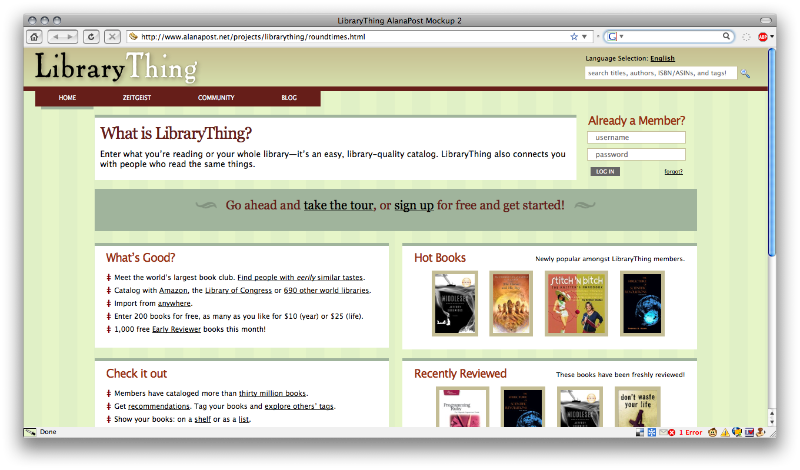 LibraryThing AlanaPost Mockup 2
http://www.alanapost.net/projects/librarything/roundtimes.html
G
ABP
LibraryThing
Language Selection: English
search titles, authors, ISBN/ASINs, and tags!
HOME ZEITGEIST COMMUNITY BLOG
What is LibraryThing?
Enter what you're reading or your whole library—it's an easy, library-quality catalog. LibraryThing also connects you
with people who read the same things.
Already a Member?
username
password
LOG IN forgot?
Go ahead and take the tour, or sign up for free and get started!
What's Good?
Meet the world's largest book club. Find people with eerily similar tastes.
Catalog with Amazon, the Library of Congress or 690 other world libraries.
Import from anywhere.
Enter 200 books for free, as many as you like for $10 (year) or $25 (life).
1,000 free Early Reviewer books this month!
Hot Books Newly popular amongst LibraryThing members.
MIDDLESEX
stitch 'n bitch
Check it out
Members have cataloged more than thirty million books.
Get recommendations. Tag your books and explore others' tags.
Show your books: on a shelf or as a list.
Recently Reviewed These books have been freshly reviewed!
Programming
Ruby
MIDDLESEX
don't waste
your life
Done
1 Error